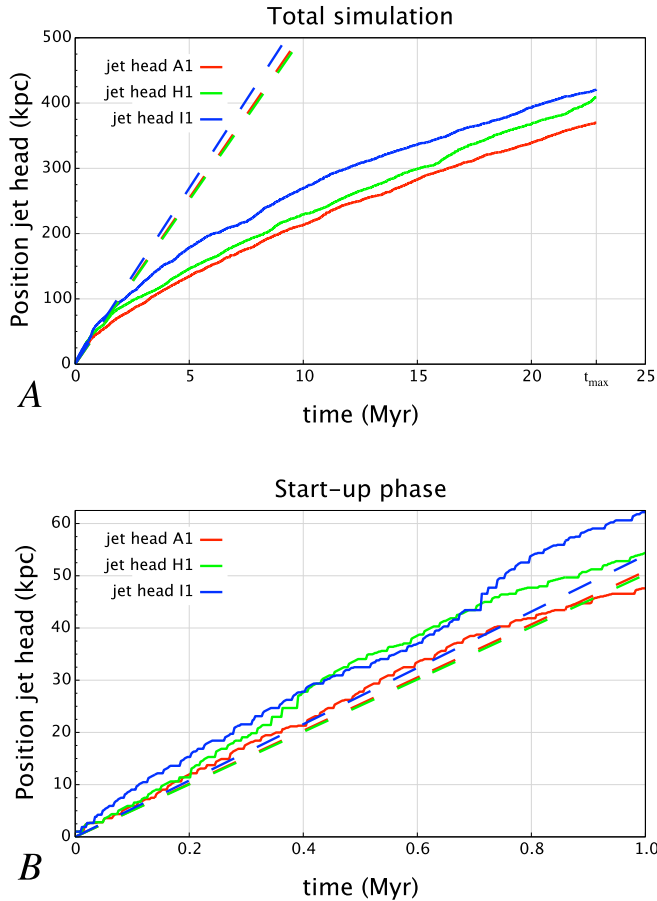 Total simulation
Position jet head (kpc)
500
400
300
200
100
0
jet head A1
jet head H1
jet head I1
0 5 10 15 20 tmax 25
time (Myr)
A
Start-up phase
Position jet head (kpc)
60
50
40
30
20
10
0
jet head A1
jet head H1
jet head I1
0 0.2 0.4 0.6 0.8 1.0
time (Myr)
B